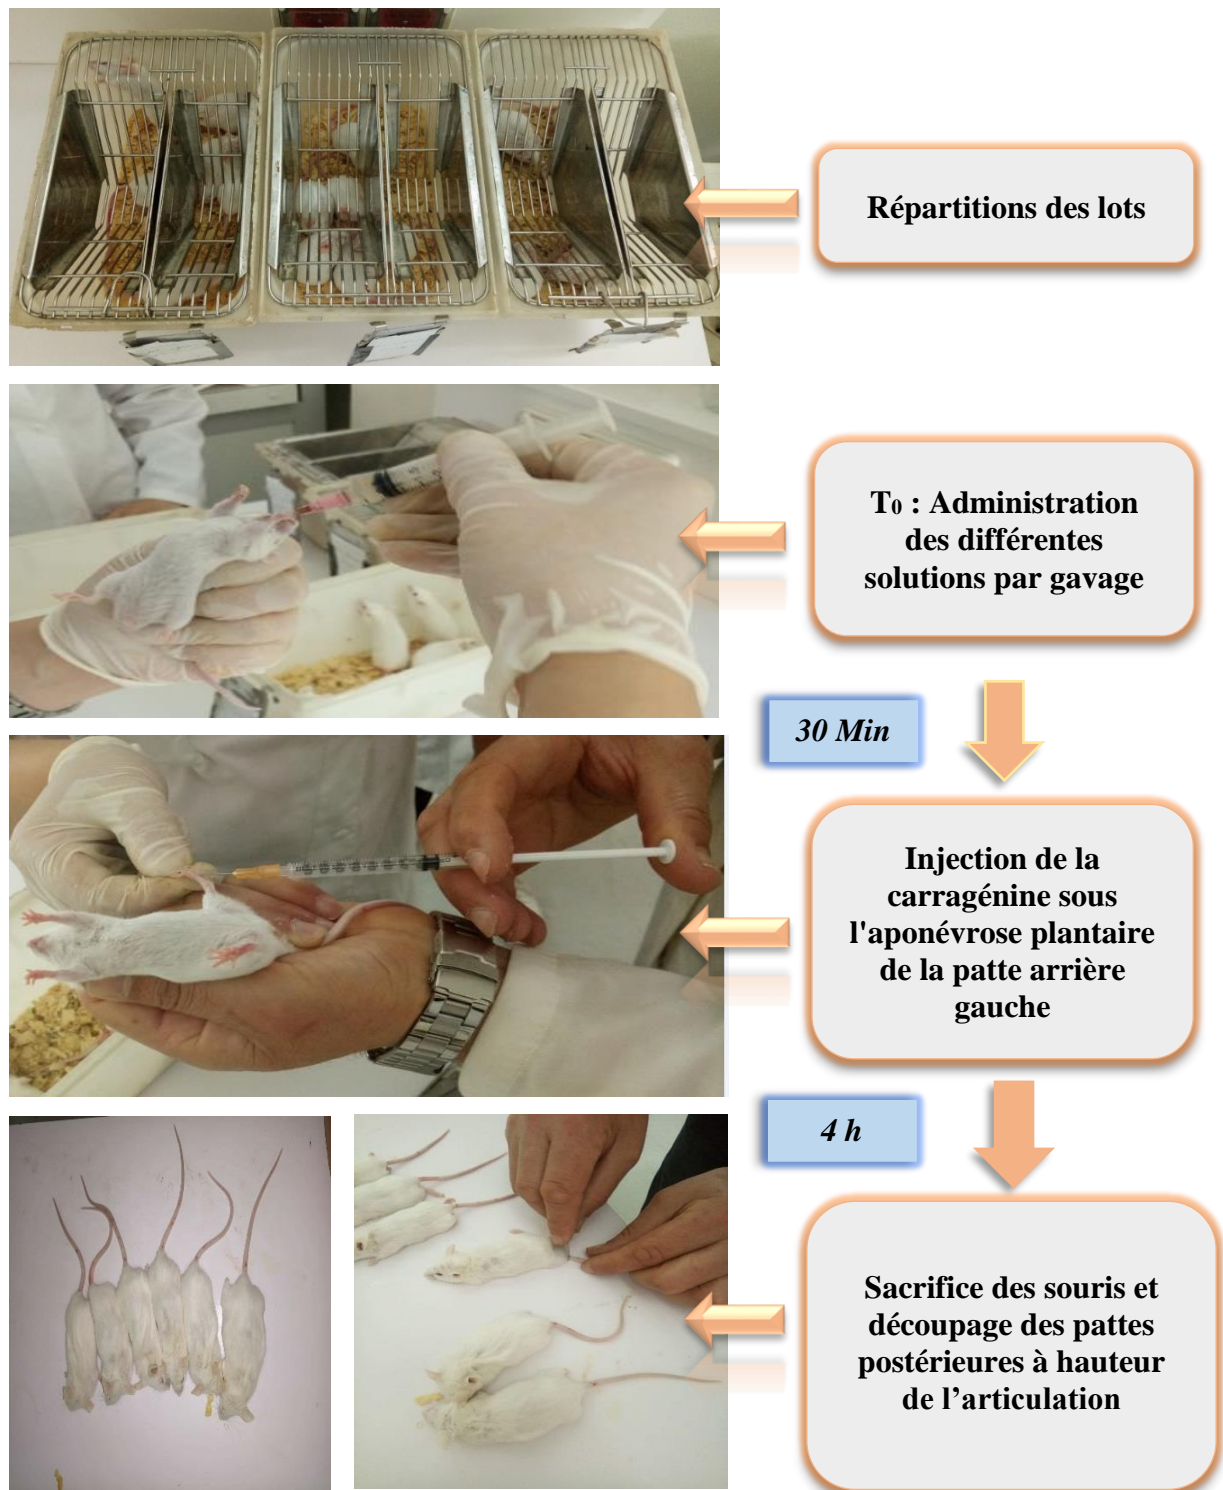 Répartitions des lots
T₀ : Administration
des différentes
solutions par gavage
30 Min
Injection de la
carragénine sous
l'aponévrose plantaire
de la patte arrière
gauche
4 h
Sacrifice des souris et
découpage des pattes
postérieures à hauteur
de l’articulation